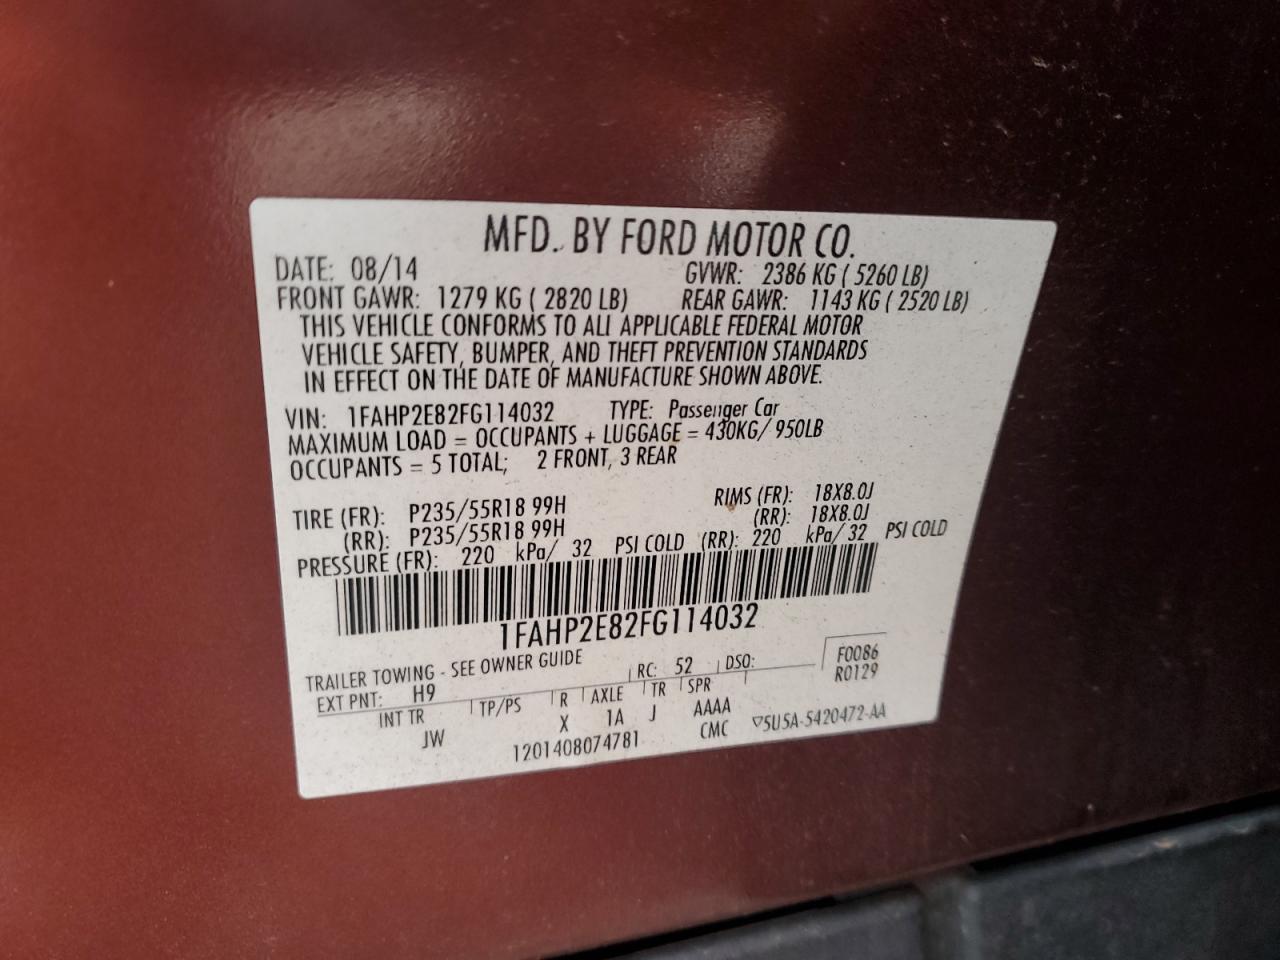 MFD. BY FORD MOTOR CO.
DATE: 08/14 GVWR: 2386 KG ( 5260 LB)
FRONT GAWR: 1279 KG ( 2820 LB) REAR GAWR: 1143 KG ( 2520 LB)
THIS VEHICLE CONFORMS TO ALL APPLICABLE FEDERAL MOTOR
VEHICLE SAFETY, BUMPER, AND THEFT PREVENTION STANDARDS
IN EFFECT ON THE DATE OF MANUFACTURE SHOWN ABOVE.
VIN: 1FAHP2E82FG114032 TYPE: Passenger Car
MAXIMUM LOAD = OCCUPANTS + LUGGAGE = 430KG/ 950LB
OCCUPANTS = 5 TOTAL; 2 FRONT, 3 REAR
TIRE (FR): P235/55R18 99H RIMS (FR): 18X8.0J
(RR): P235/55R18 99H (RR): 18X8.0J
PRESSURE (FR): 220 kPa/ 32 PSI COLD (RR): 220 kPa/ 32 PSI COLD
1FAHP2E82FG114032
TRAILER TOWING - SEE OWNER GUIDE
EXT PNT: H9 RC: 52 DSO: F0086
R0129
INT TR TP/PS R AXLE TR SPR
JW X 1A J AAAA
1201408074781 CMC ▽5U5A-5420472-AA